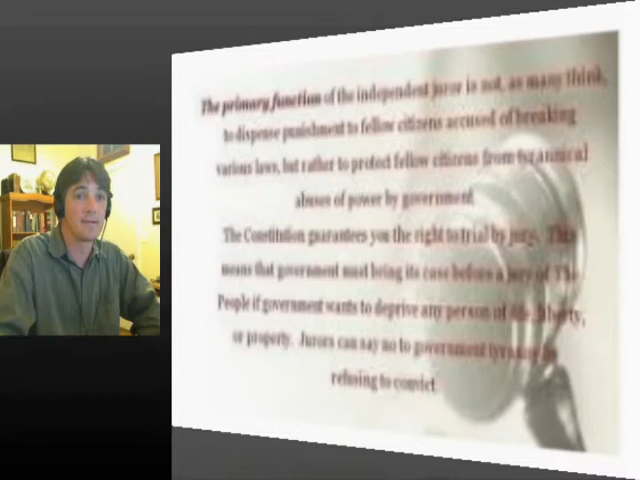 The primary function of the independent juror is not, as many think,
to dispense punishment to fellow citizens accused of breaking
various laws, but rather to protect fellow citizens from tyrannical
abuses of power by government.
The Constitution guarantees you the right to trial by jury. This
means that government must bring its case before a jury of The
People if government wants to deprive any person of life, liberty,
or property. Jurors can say no to government tyranny by
refusing to convict.